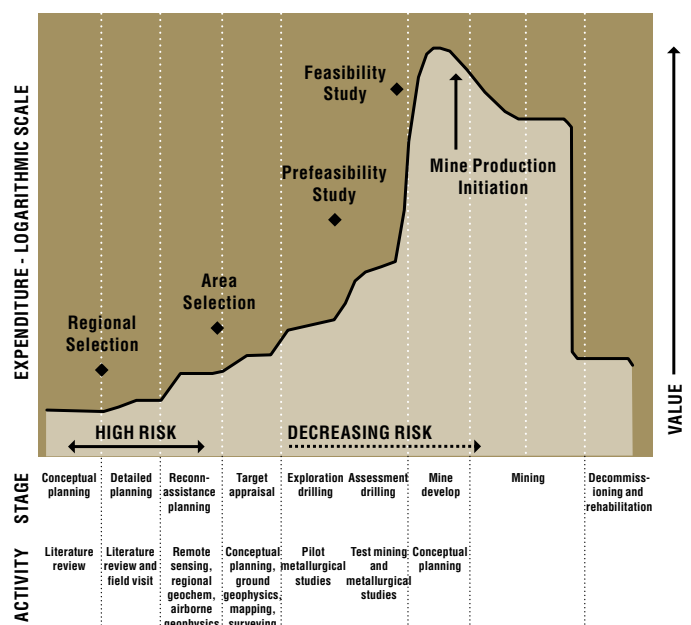 EXPENDITURE - LOGARITHMIC SCALE
Feasibility
Study
Prefeasibility
Study
Mine Production
Initiation
Area
Selection
Regional
Selection
HIGH RISK
DECREASING RISK
VALUE
STAGE
Conceptual
planning
Detailed
planning
Reconn-
assistance
planning
Target
appraisal
Exploration
drilling
Assessment
drilling
Mine
develop
Mining
Decommiss-
ioning and
rehabilitation
ACTIVITY
Literature
review
Literature
review and
field visit
Remote
sensing,
regional
geochem,
airborne
geophysics
Conceptual
planning,
ground
geophysics,
mapping,
surveying
Pilot
metallurgical
studies
Test mining
and
metallurgical
studies
Conceptual
planning